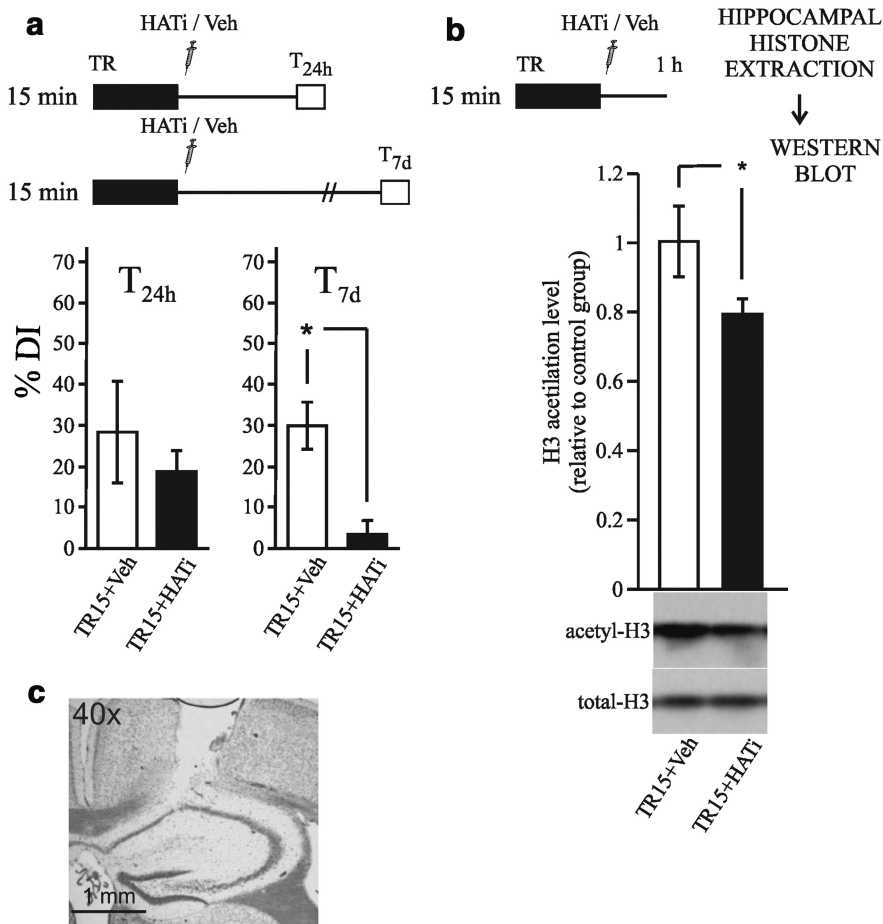 a
HATi / Veh
TR
T24h
15 min
HATi / Veh
T7d
15 min
% DI
70
60
50
40
30
20
10
0
T24h
TR15+Veh
TR15+HATi
70
60
50
40
30
20
10
0
T7d
*
TR15+Veh
TR15+HATi
b
HATi / Veh
TR
1 h
15 min
HIPPOCAMPAL
HISTONE
EXTRACTION
WESTERN
BLOT
H3 acetilation level
(relative to control group)
1.2
1
0.8
0.6
0.4
0.2
0
*
acetyl-H3
total-H3
TR15+Veh
TR15+HATi
c
40x
1 mm